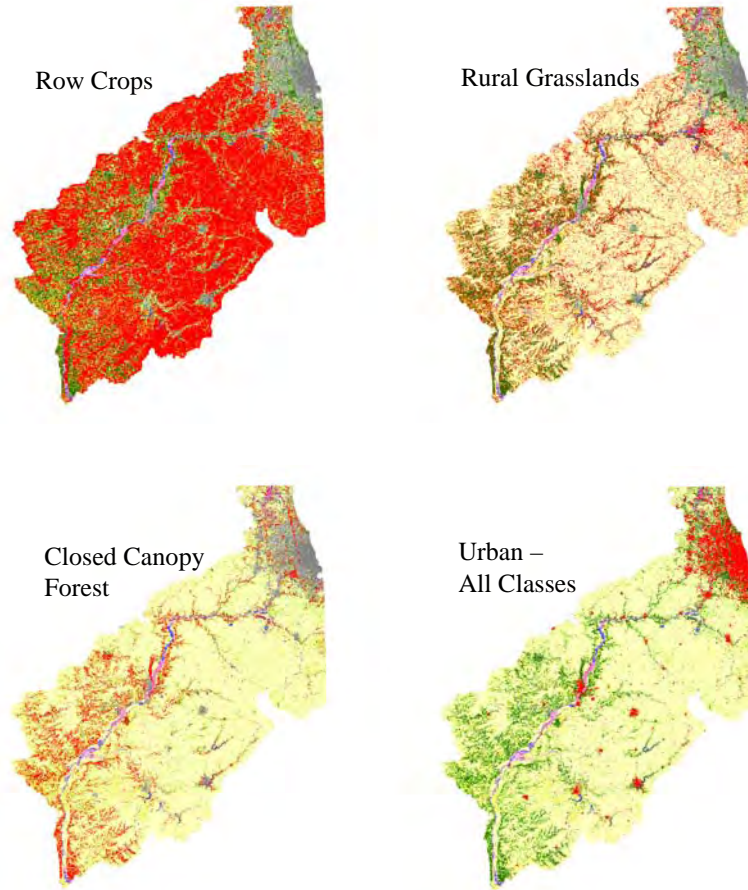 Row Crops
Rural Grasslands
Closed Canopy
Forest
Urban –
All Classes